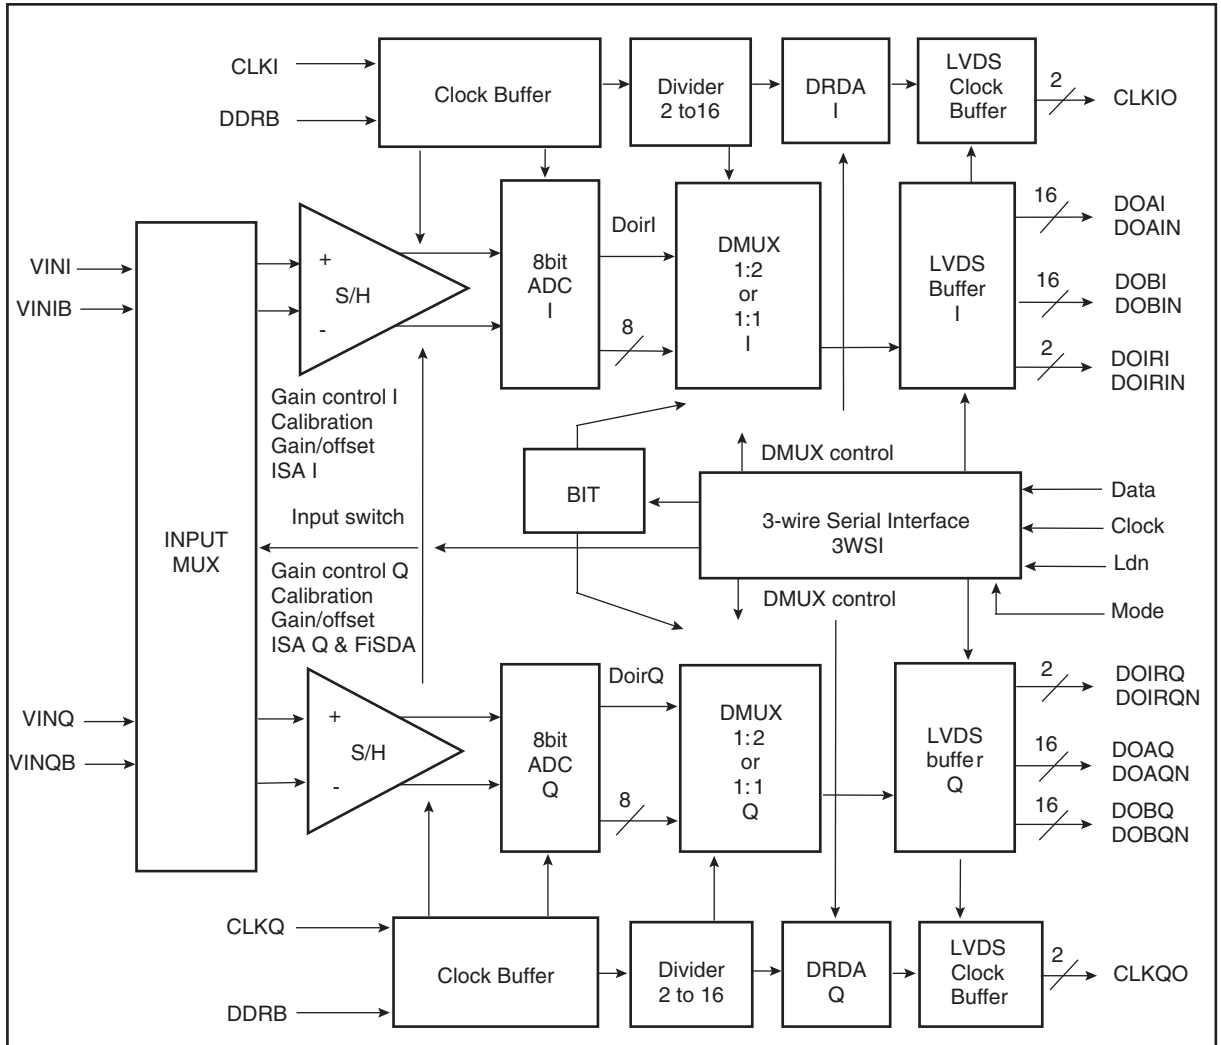 CLKI
DDRB
Clock Buffer
Divider
2 to16
DRDA
I
LVDS
Clock
Buffer
2
CLKIO
VINI
VINIB
+
S/H
-
8bit
ADC
I
DoirI
8
DMUX
1:2
or
1:1
I
LVDS
Buffer
I
16
DOAI
DOAIN
16
DOBI
DOBIN
2
DOIRI
DOIRIN
Gain control I
Calibration
Gain/offset
ISA I
Input switch
INPUT
MUX
Gain control Q
Calibration
Gain/offset
ISA Q & FiSDA
BIT
DMUX control
3-wire Serial Interface
3WSI
DMUX control
Data
Clock
Ldn
Mode
VINQ
VINQB
+
S/H
-
8bit
ADC
Q
DoirQ
8
DMUX
1:2
or
1:1
Q
LVDS
buffer
Q
2
DOIRQ
DOIRQN
16
DOAQ
DOAQN
16
DOBQ
DOBQN
CLKQ
DDRB
Clock Buffer
Divider
2 to 16
DRDA
Q
LVDS
Clock
Buffer
2
CLKQO